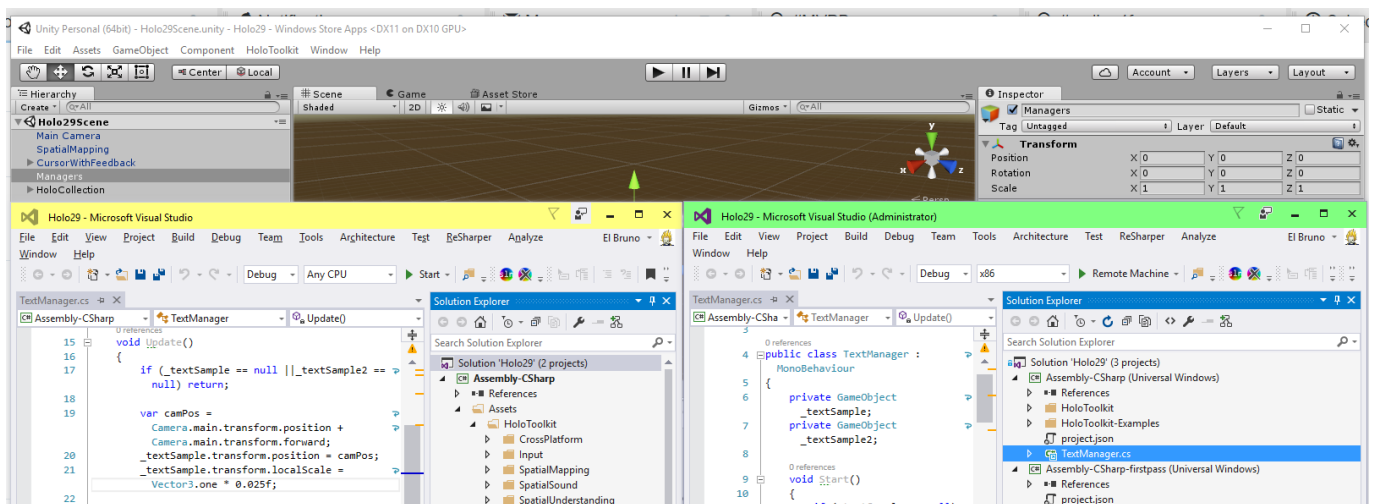 Unity Personal (64bit) - Holo29Scene.unity - Holo29 - Windows Store Apps <DX11 on DX10 GPU>
File Edit Assets GameObject Component HoloToolkit Window Help
Center Local Account Layers Layout
Hierarchy
Create All
Holo29Scene
Main Camera
SpatialMapping
CursorWithFeedback
Managers
HoloCollection
Scene Game Asset Store
Shaded 2D Gizmos All
y
x z
Persp
Inspector
Managers Static
Tag Untagged Layer Default
Transform
Position X 0 Y 0 Z 0
Rotation X 0 Y 0 Z 0
Scale X 1 Y 1 Z 1
Holo29 - Microsoft Visual Studio
File Edit View Project Build Debug Team Tools Architecture Test ReSharper Analyze El Bruno
Window Help
Debug Any CPU Start
TextManager.cs
Assembly-CSharp TextManager Update()
0 references
15 void Update()
16 {
17 if (_textSample == null ||_textSample2 ==
null) return;
18
19 var camPos =
Camera.main.transform.position +
Camera.main.transform.forward;
20 _textSample.transform.position = camPos;
21 _textSample.transform.localScale =
Vector3.one * 0.025f;
22
Solution Explorer
Search Solution Explorer
Solution 'Holo29' (2 projects)
Assembly-CSharp
References
Assets
HoloToolkit
CrossPlatform
Input
SpatialMapping
SpatialSound
SpatialUnderstanding
Holo29 - Microsoft Visual Studio (Administrator)
File Edit View Project Build Debug Team Tools Architecture Test ReSharper Analyze El Bruno
Window Help
Debug x86 Remote Machine
TextManager.cs
Assembly-CSha TextManager Update()
3
0 references
4 public class TextManager :
MonoBehaviour
5 {
6 private GameObject
_textSample;
7 private GameObject
_textSample2;
8
0 references
9 void Start()
10 {
Solution Explorer
Search Solution Explorer
Solution 'Holo29' (3 projects)
Assembly-CSharp (Universal Windows)
References
HoloToolkit
HoloToolkit-Examples
project.json
TextManager.cs
Assembly-CSharp-firstpass (Universal Windows)
References
project.json